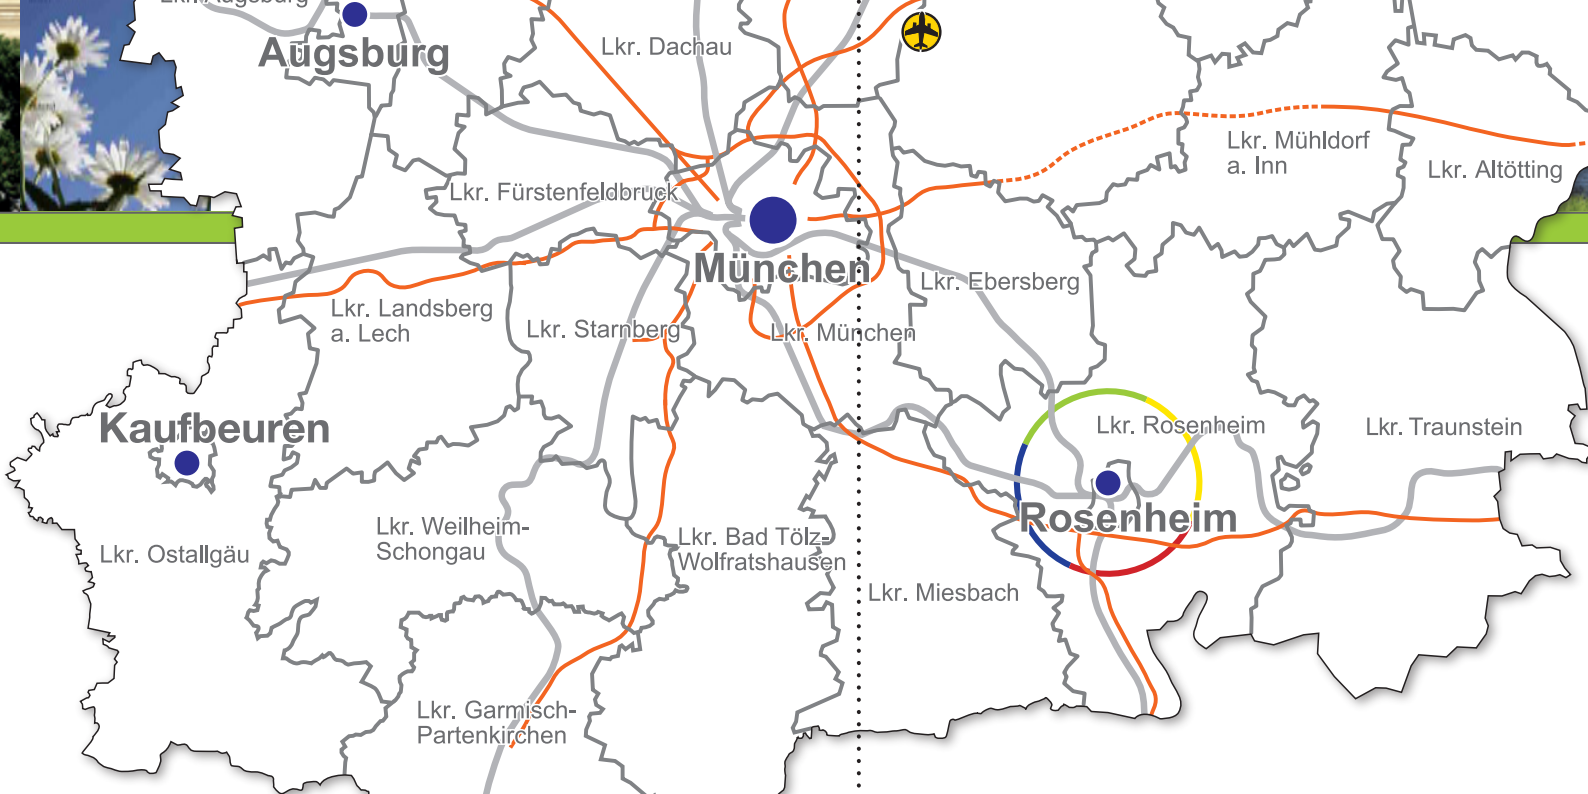 Lkr. Augsburg
Augsburg
Lkr. Dachau
Lkr. Mühldorf
a. Inn
Lkr. Altötting
Lkr. Fürstenfeldbruck
München
Lkr. Ebersberg
Lkr. Landsberg
a. Lech
Lkr. Starnberg
Lkr. München
Kaufbeuren
Lkr. Rosenheim
Lkr. Traunstein
Rosenheim
Lkr. Weilheim-
Schongau
Lkr. Ostallgäu
Lkr. Bad Tölz-
Wolfratshausen
Lkr. Miesbach
Lkr. Garmisch-
Partenkirchen